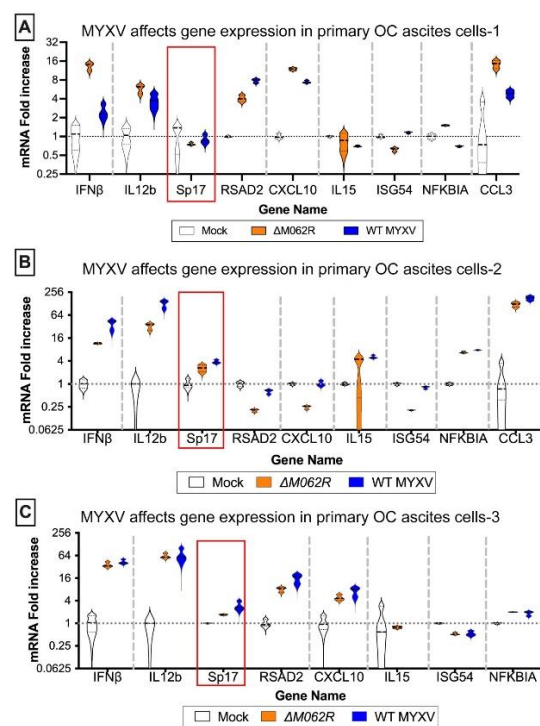 A
MYXV affects gene expression in primary OC ascites cells-1
mRNA Fold increase
32
16
8
4
2
1
0.5
0.25
IFNβ IL12b Sp17 RSAD2 CXCL10 IL15 ISG54 NFKBIA CCL3
Gene Name
Mock ΔM062R WT MYXV
B
MYXV affects gene expression in primary OC ascites cells-2
mRNA Fold increase
256
64
16
4
1
0.25
0.0625
IFNβ IL12b Sp17 RSAD2 CXCL10 IL15 ISG54 NFKBIA CCL3
Gene Name
Mock ΔM062R WT MYXV
C
MYXV affects gene expression in primary OC ascites cells-3
mRNA Fold increase
256
64
16
4
1
0.25
0.0625
IFNβ IL12b Sp17 RSAD2 CXCL10 IL15 ISG54 NFKBIA
Gene Name
Mock ΔM062R WT MYXV